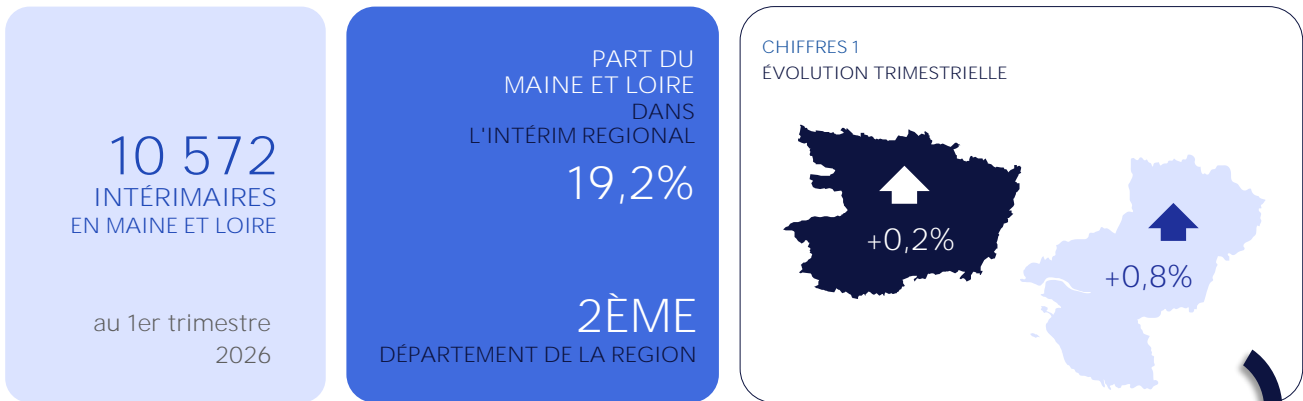 10 572
INTÉRIMAIRES
EN MAINE ET LOIRE
au 1er trimestre
2026
PART DU
MAINE ET LOIRE
DANS
L'INTÉRIM REGIONAL
19,2%
2ÈME
DÉPARTEMENT DE LA REGION
CHIFFRES 1
ÉVOLUTION TRIMESTRIELLE
+0,2%
+0,8%